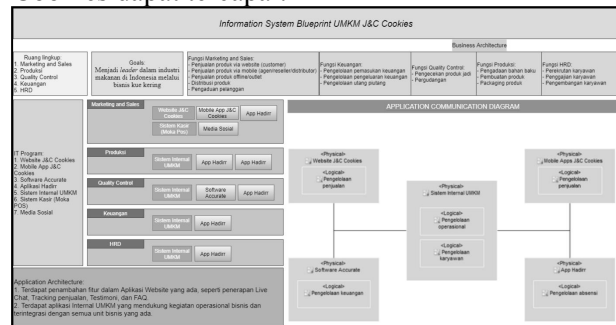 Information System Blueprint UMKM J&C Cookies
Business Architecture
Ruang lingkup:
1. Marketing and Sales
2. Produksi
3. Quality Control
4. Keuangan
5. HRD
Goals:
Menjadi leader dalam industri
makanan di Indonesia melalui
bisnis kur kering
Fungsi Marketing and Sales:
- Penjualan produk via website (customer)
- Penjualan produk via mobile (agen/reseller/distributor)
- Penjualan produk offline/outlet
- Distribusi produk
- Pengaduan pelanggan
Fungsi Keuangan:
- Pengelolaan pemasukan keuangan
- Pengelolaan pengeluaran keuangan
- Pengelolaan utang piutang
Fungsi Quality Control:
- Pengecekan produk jadi
- Pergudangan
Fungsi Produksi:
- Pengadaan bahan baku
- Pembuatan produk
- Packaging produk
Fungsi HRD:
- Perekrutan karyawan
- Penggajian karyawan
- Pengembangan karyawan
IT Program:
1. Website J&C Cookies
2. Mobile App J&C
Cookies
3. Software Accurate
4. Aplikasi Hadirr
5. Sistem Internal UMKM
6. Sistem Kasir (Moka
POS)
7. Media Sosial
Marketing and Sales
Website J&C
Cookies
Mobile App J&C
Cookies
App Hadirr
Sistem Kasir
(Moka Pos)
Media Sosial
Produksi
Sistem Internal
UMKM
App Hadirr
App Hadirr
Quality Control
Sistem Internal
UMKM
Software
Accurate
App Hadirr
Keuangan
Sistem Internal
UMKM
App Hadirr
HRD
Sistem Internal
UMKM
App Hadirr
Application Architecture:
1. Terdapat penambahan fitur dalam Aplikasi Website yang ada, seperti penerapan Live
Chat, Tracking penjualan, Testimoni, dan FAQ.
2. Terdapat aplikasi Internal UMKM yang mendukung kegiatan operasional bisnis dan
terintegrasi dengan semua unit bisnis yang ada.
APPLICATION COMMUNICATION DIAGRAM
<Physical>
Website J&C Cookies
<Logical>
Pengelolaan
penjualan
<Physical>
Sistem Internal UMKM
<Logical>
Pengelolaan
operasional
<Logical>
Pengelolaan
karyawan
<Physical>
Mobile Apps J&C Cookies
<Logical>
Pengelolaan
penjualan
<Physical>
Software Accurate
<Logical>
Pengelolaan keuangan
<Physical>
App Hadirr
<Logical>
Pengelolaan absensi